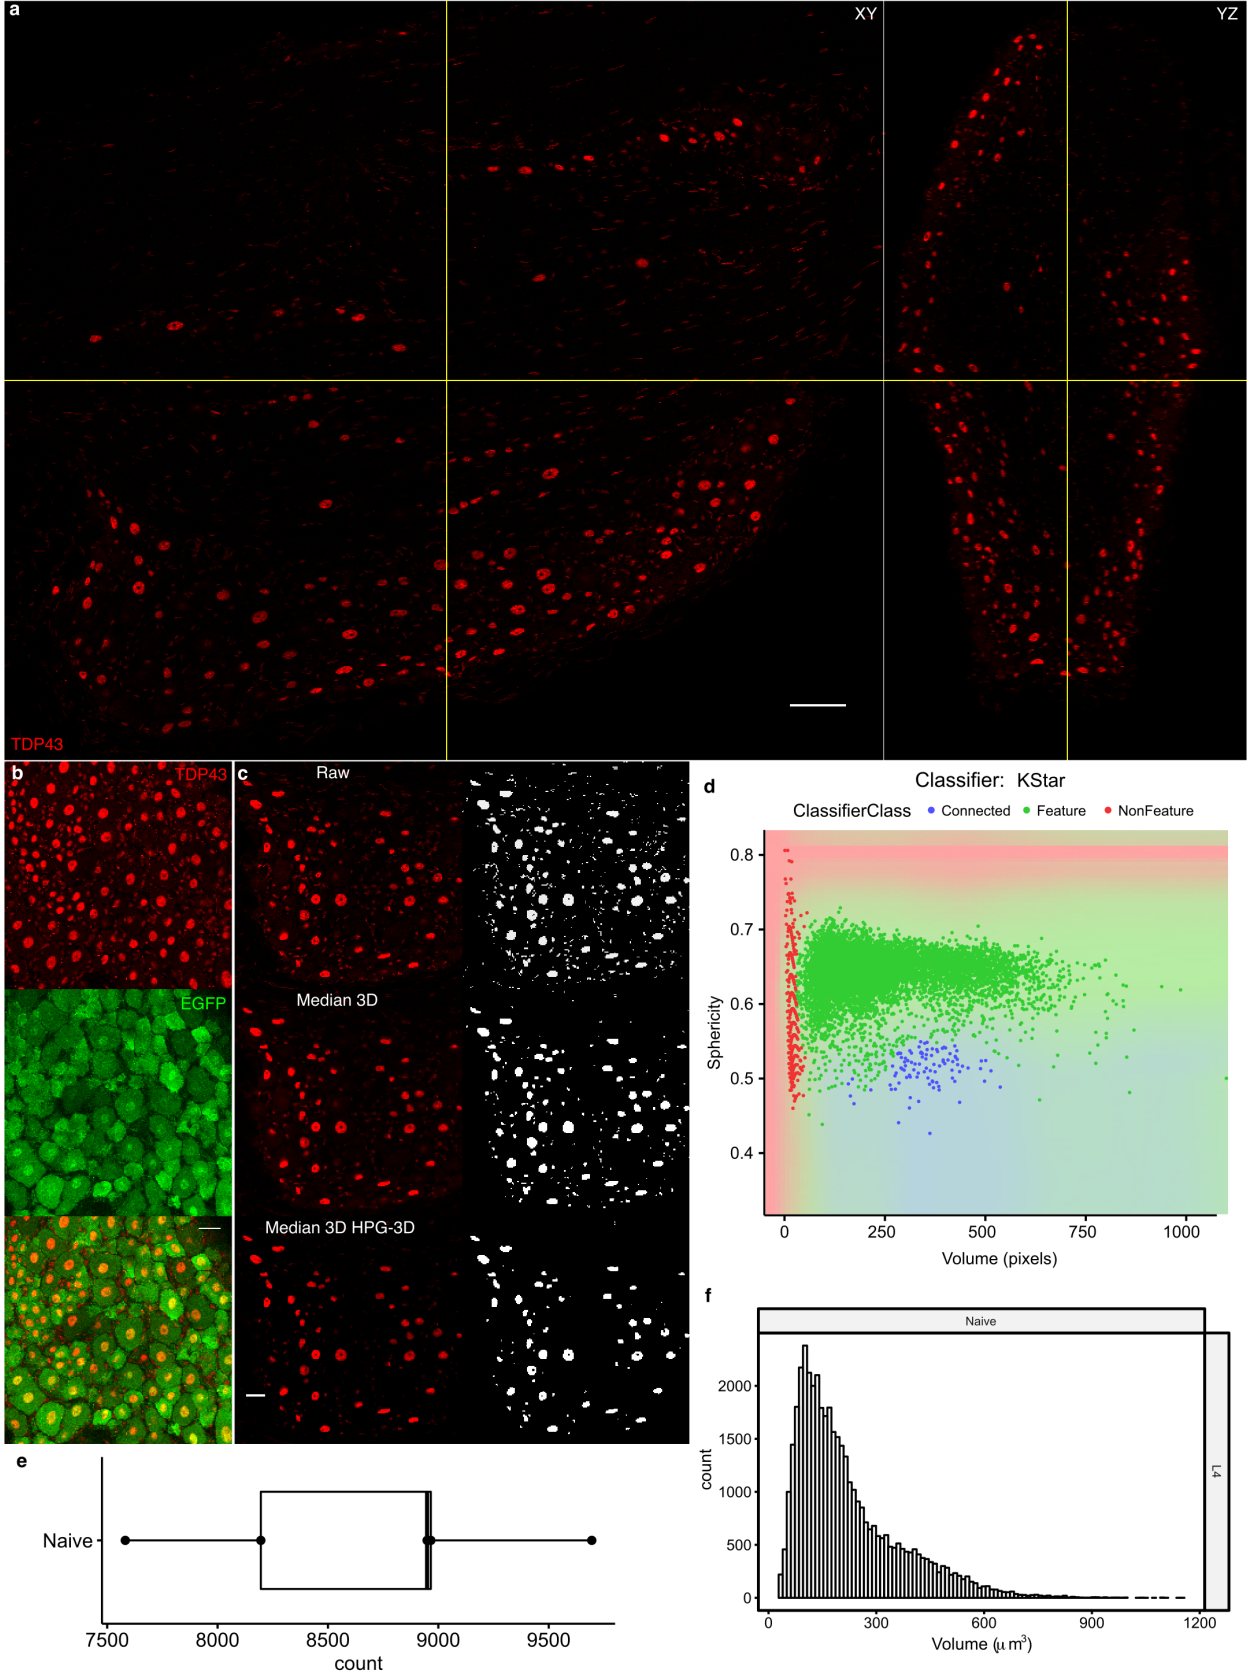 a
XY
YZ
TDP43
b
TDP43
EGFP
c
Raw
Median 3D
Median 3D HPG-3D
d
Classifier: KStar
ClassifierClass Connected Feature NonFeature
Sphericity
0.8
0.7
0.6
0.5
0.4
0 250 500 750 1000
Volume (pixels)
e
Naive
7500 8000 8500 9000 9500
count
f
Naive
L4
count
2000
1500
1000
500
0
0 300 600 900 1200
Volume (μm³)